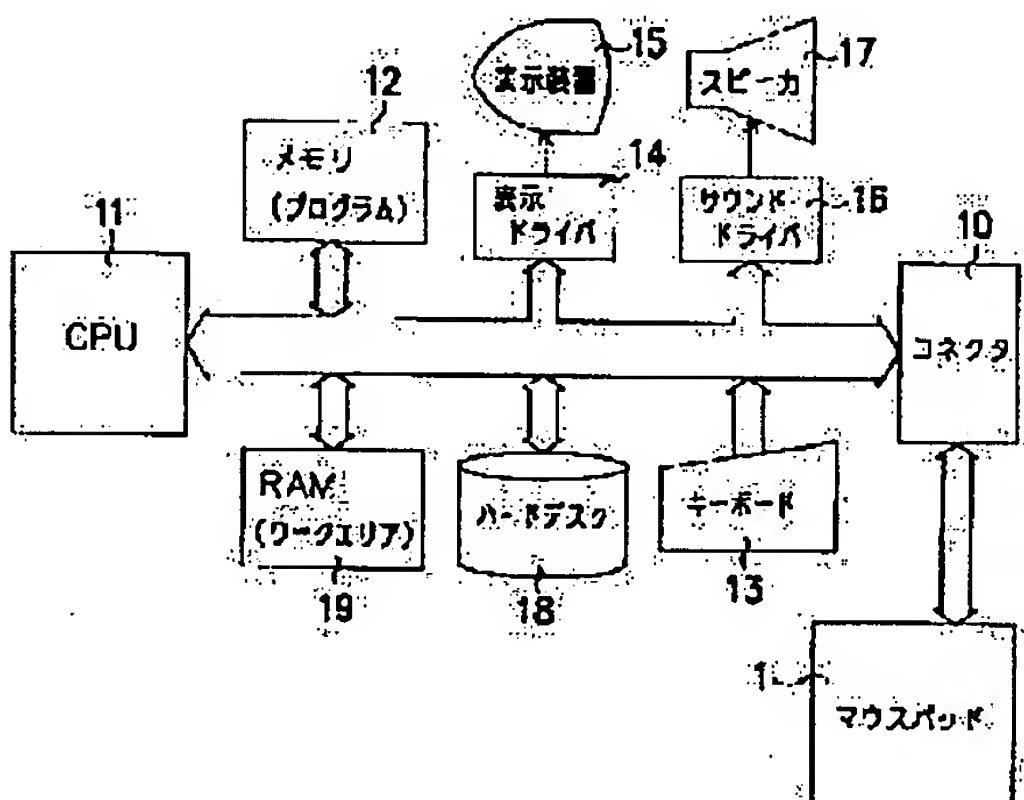 15
表示装置
17
スピーカ
12
メモリ
(プログラム)
14
表示
ドライバ
サウンド
ドライバ
16
11
CPU
10
コネクタ
RAM
(ワークエリア)
19
ハードデスク
18
キーボード
13
1
マウスパッド